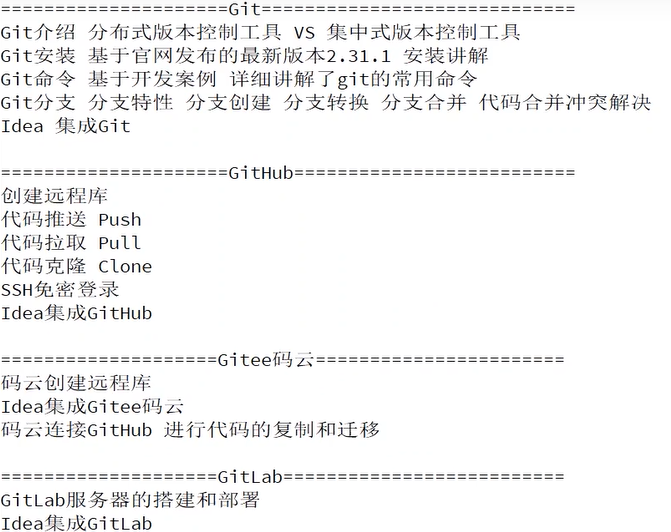 =====================Git=============================
Git介绍 分布式版本控制工具 VS 集中式版本控制工具
Git安装 基于官网发布的最新版本2.31.1 安装讲解
Git命令 基于开发案例 详细讲解了git的常用命令
Git分支 分支特性 分支创建 分支转换 分支合并 代码合并冲突解决
Idea 集成Git
=====================GitHub==========================
创建远程库
代码推送 Push
代码拉取 Pull
代码克隆 Clone
SSH免密登录
Idea集成GitHub
====================Gitee码云=======================
码云创建远程库
Idea集成Gitee码云
码云连接GitHub 进行代码的复制和迁移
====================GitLab==========================
GitLab服务器的搭建和部署
Idea集成GitLab